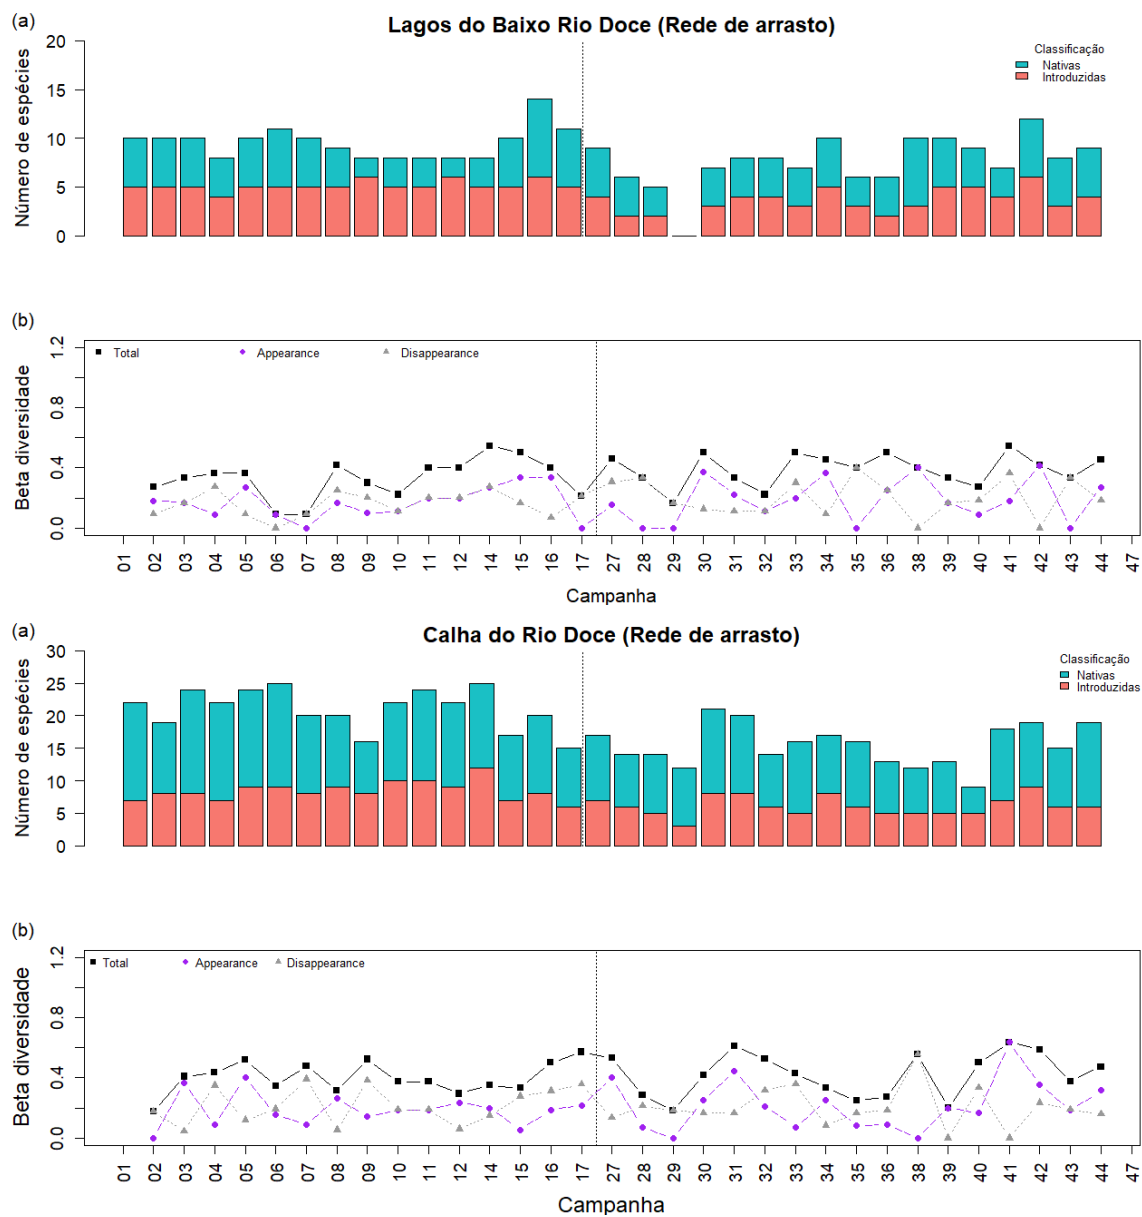 (a)
Lagos do Baixo Rio Doce (Rede de arrasto)
Número de espécies
20
15
10
5
0
Classificação
Nativas
Introduzidas
(b)
Beta diversidade
1.2
0.8
0.4
0.0
Total Appearance Disappearance
01 02 03 04 05 06 07 08 09 10 11 12 14 15 16 17 27 28 29 30 31 32 33 34 35 36 38 39 40 41 42 43 44 47
Campanha
(a)
Calha do Rio Doce (Rede de arrasto)
Número de espécies
30
25
20
15
10
5
0
Classificação
Nativas
Introduzidas
(b)
Beta diversidade
1.2
0.8
0.4
0.0
Total Appearance Disappearance
01 02 03 04 05 06 07 08 09 10 11 12 14 15 16 17 27 28 29 30 31 32 33 34 35 36 38 39 40 41 42 43 44 47
Campanha